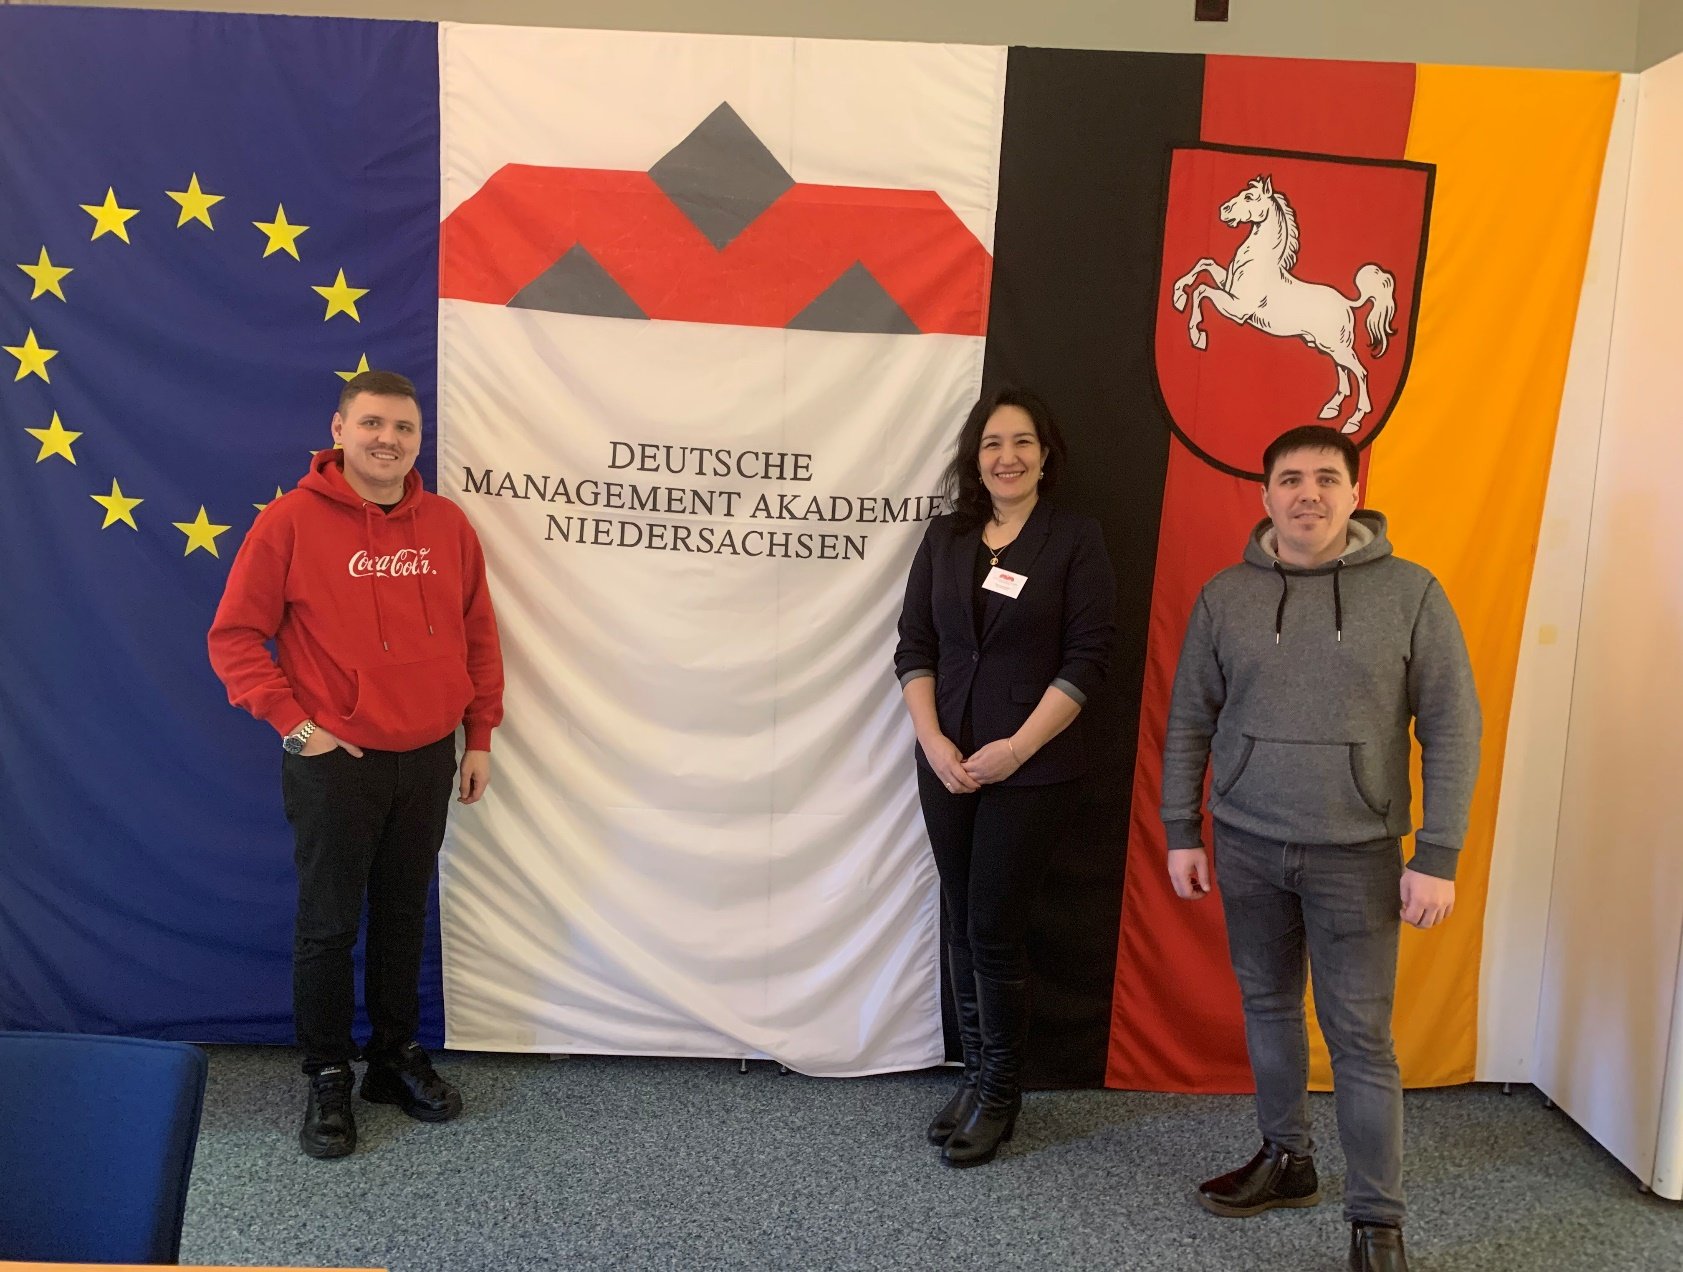 DEUTSCHE
MANAGEMENT AKADEMIE
NIEDERSACHSEN
Coca-Cola